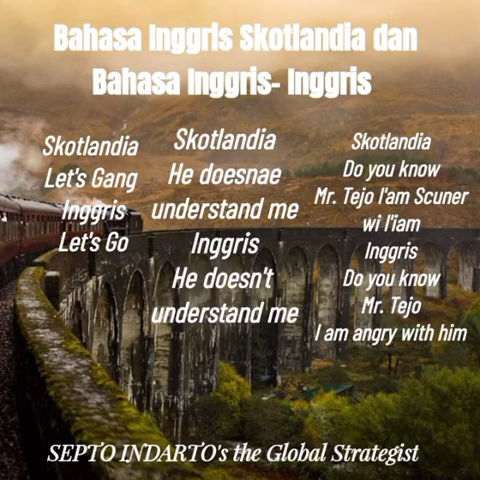 Bahasa Inggris Skotlandia dan
Bahasa Inggris- Inggris
Skotlandia
Let's Gang
Inggris
Let's Go
Skotlandia
He doesnae
understand me
Inggris
He doesn't
understand me
Skotlandia
Do you know
Mr. Tejo I'am Scuner
wi l'iam
Inggris
Do you know
Mr. Tejo
I am angry with him
SEPTO INDARTO's the Global Strategist